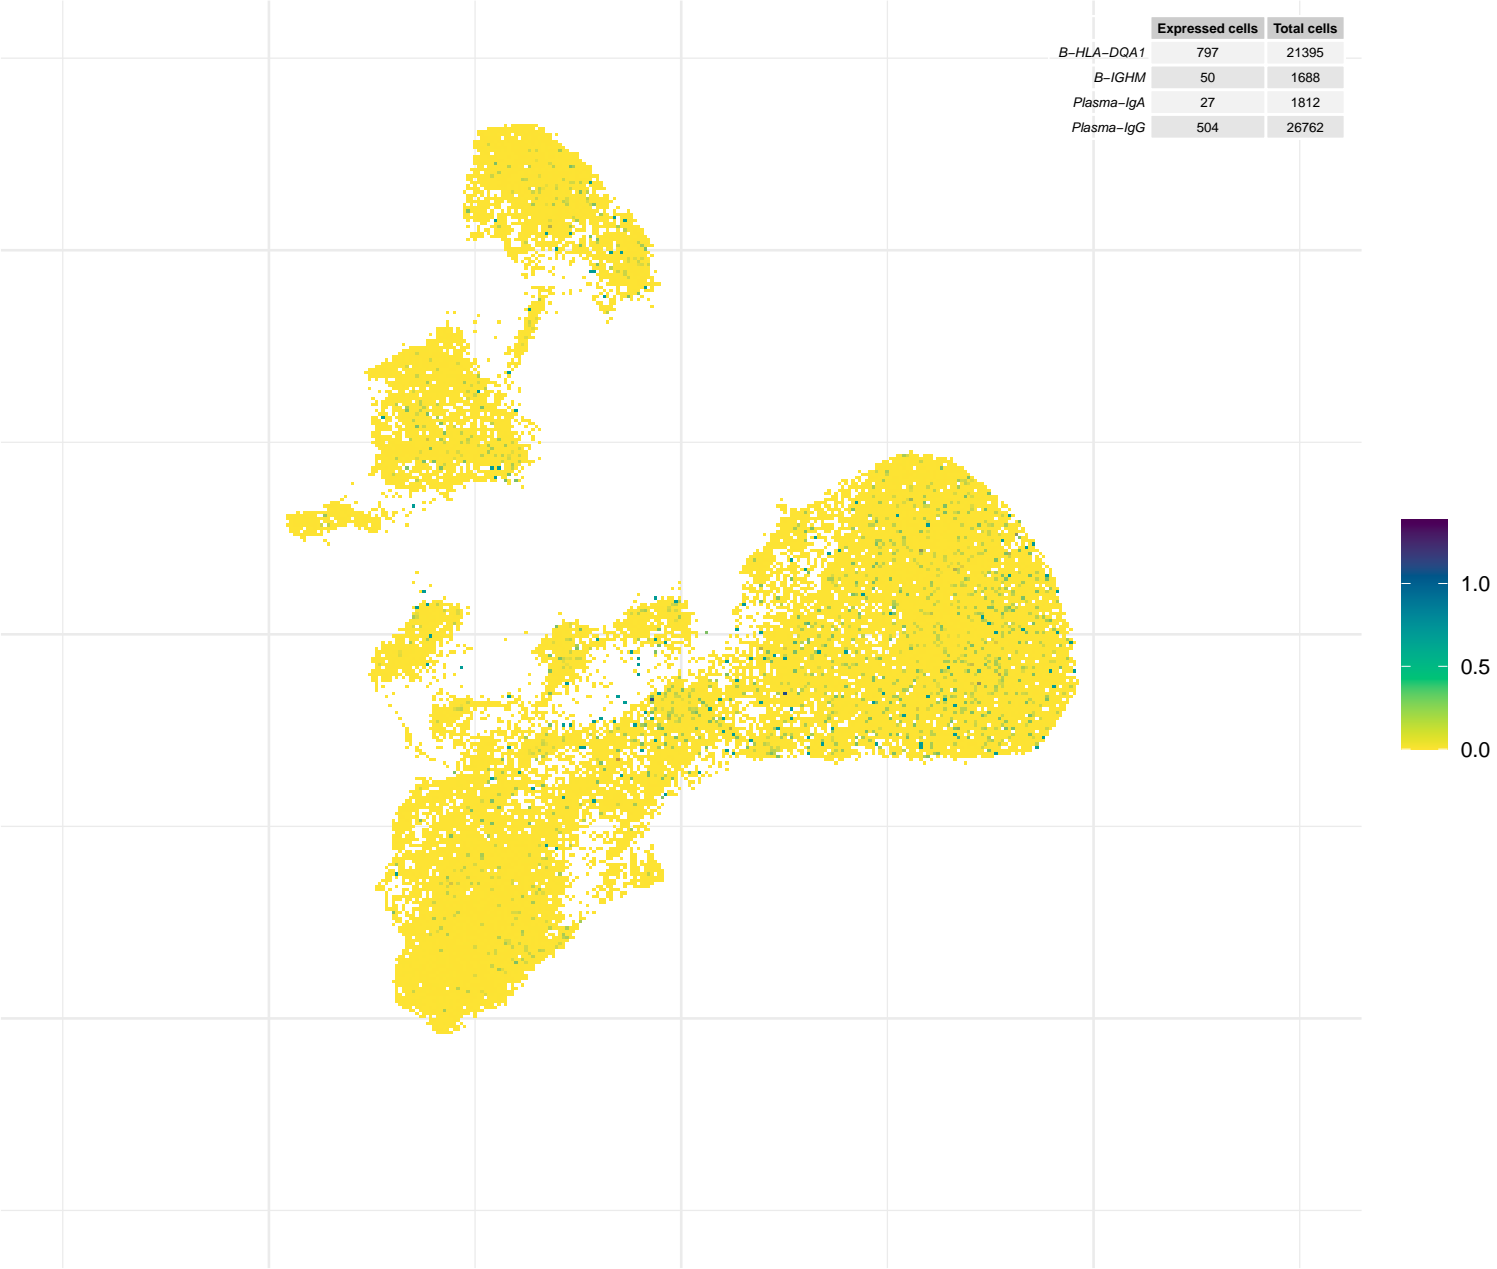 Expressed cells Total cells
B−HLA−DQA1 797 21395
B−IGHM 50 1688
Plasma−IgA 27 1812
Plasma−IgG 504 26762
1.0
0.5
0.0